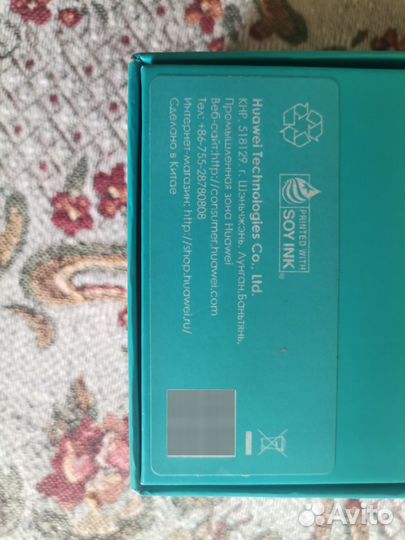 PRINTED WITH
SOY INK
Huawei Technologies Co., Ltd.
КНР, 518129, г. Шэньчжэнь, Лунган, Баньтянь,
Промышленная зона Huawei
Веб-сайт:http://consumer.huawei.com
Тел: +86-755-28780808
Интернет-магазин: http://shop.huawei.ru/
Сделано в Китае
Avito